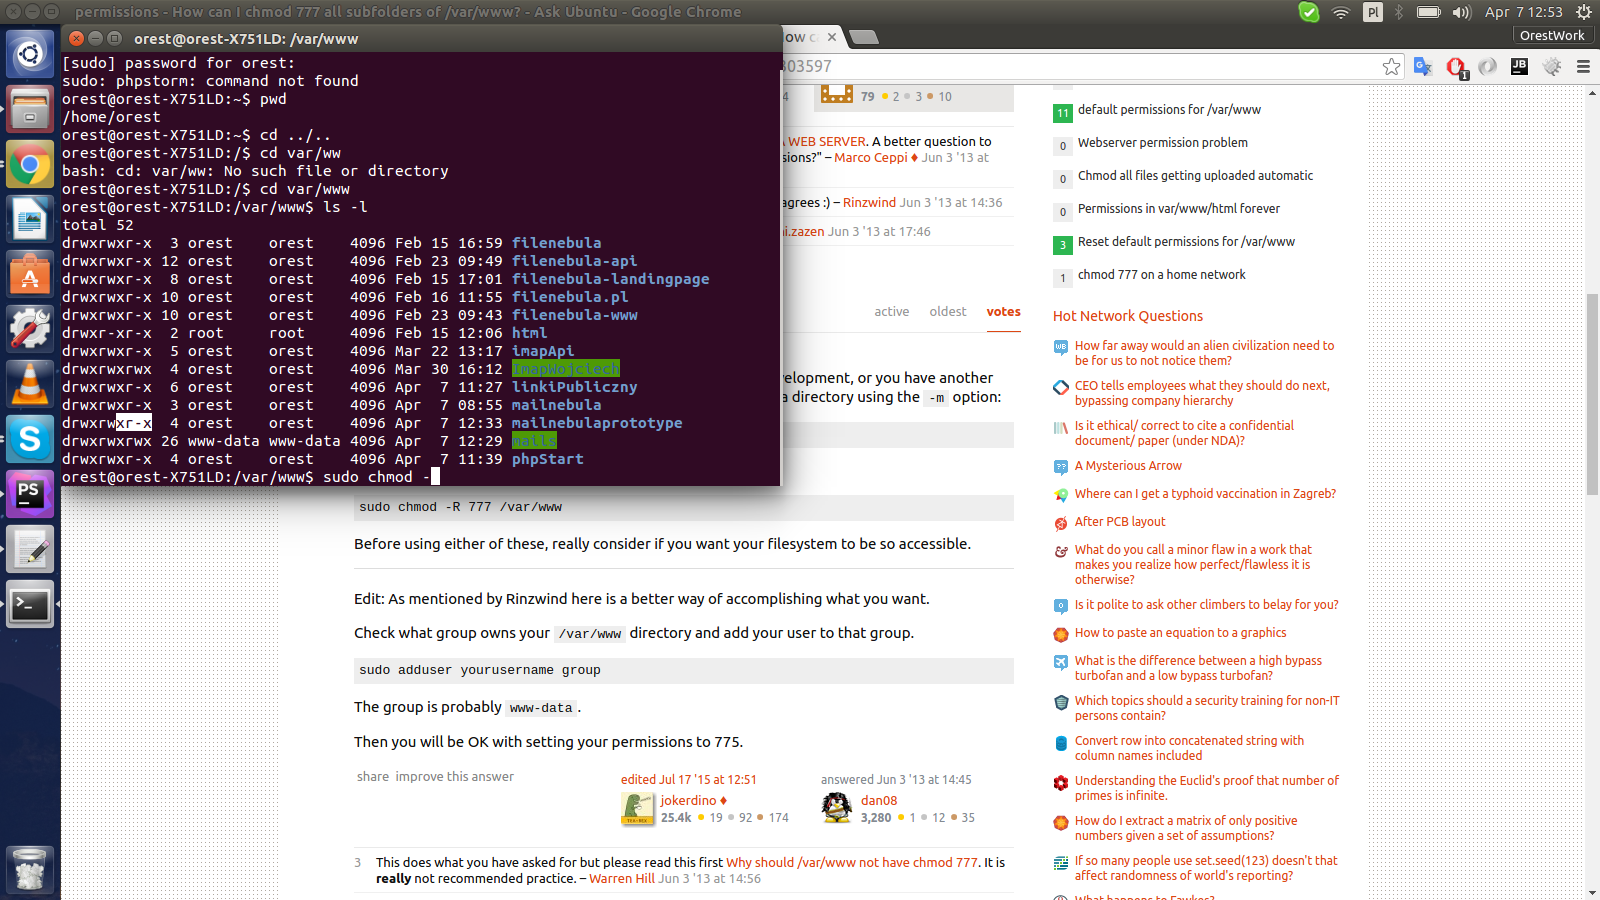 permissions - How can I chmod 777 all subfolders of /var/www? - Ask Ubuntu - Google Chrome
Pl
Apr 7 12:53
orest@orest-X751LD: /var/www
OrestWork
[sudo] password for orest:
sudo: phpstorm: command not found
orest@orest-X751LD:~$ pwd
/home/orest
orest@orest-X751LD:~$ cd ../..
orest@orest-X751LD:/$ cd var/ww
bash: cd: var/ww: No such file or directory
orest@orest-X751LD:/$ cd var/www
orest@orest-X751LD:/var/www$ ls -l
total 52
drwxrwxr-x 3 orest orest 4096 Feb 15 16:59 filenebula
drwxrwxr-x 12 orest orest 4096 Feb 23 09:49 filenebula-api
drwxrwxr-x 8 orest orest 4096 Feb 15 17:01 filenebula-landingpage
drwxrwxr-x 10 orest orest 4096 Feb 16 11:55 filenebula.pl
drwxrwxr-x 10 orest orest 4096 Feb 23 09:43 filenebula-www
drwxr-xr-x 2 root root 4096 Feb 15 12:06 html
drwxrwxr-x 5 orest orest 4096 Mar 22 13:17 imapApi
drwxrwxrwx 4 orest orest 4096 Mar 30 16:12 ImapWojciech
drwxrwxr-x 6 orest orest 4096 Apr 7 11:27 linkiPubliczny
drwxrwxr-x 3 orest orest 4096 Apr 7 08:55 mailnebula
drwxrwxr-x 4 orest orest 4096 Apr 7 12:33 mailnebulaprototype
drwxrwxrwx 26 www-data www-data 4096 Apr 7 12:29 mails
drwxrwxr-x 4 orest orest 4096 Apr 7 11:39 phpStart
orest@orest-X751LD:/var/www$ sudo chmod -
ow c
303597
JB
1
4
79 2 3 10
WEB SERVER. A better question to
sions?" – Marco Ceppi ♦ Jun 3 '13 at
agrees :) – Rinzwind Jun 3 '13 at 14:36
ai.zazen Jun 3 '13 at 17:46
active oldest votes
velopment, or you have another
a directory using the -m option:
sudo chmod -R 777 /var/www
Before using either of these, really consider if you want your filesystem to be so accessible.
Edit: As mentioned by Rinzwind here is a better way of accomplishing what you want.
Check what group owns your /var/www directory and add your user to that group.
sudo adduser yourusername group
The group is probably www-data.
Then you will be OK with setting your permissions to 775.
share improve this answer
edited Jul 17 '15 at 12:51
jokerdino ♦
25.4k 19 92 174
answered Jun 3 '13 at 14:45
dan08
3,280 1 12 35
3 This does what you have asked for but please read this first Why should /var/www not have chmod 777. It is
really not recommended practice. – Warren Hill Jun 3 '13 at 14:56
11 default permissions for /var/www
0 Webserver permission problem
0 Chmod all files getting uploaded automatic
0 Permissions in var/www/html forever
3 Reset default permissions for /var/www
1 chmod 777 on a home network
Hot Network Questions
How far away would an alien civilization need to
be for us to not notice them?
CEO tells employees what they should do next,
bypassing company hierarchy
Is it ethical/ correct to cite a confidential
document/ paper (under NDA)?
A Mysterious Arrow
Where can I get a typhoid vaccination in Zagreb?
After PCB layout
What do you call a minor flaw in a work that
makes you realize how perfect/flawless it is
otherwise?
Is it polite to ask other climbers to belay for you?
How to paste an equation to a graphics
What is the difference between a high bypass
turbofan and a low bypass turbofan?
Which topics should a security training for non-IT
persons contain?
Convert row into concatenated string with
column names included
Understanding the Euclid's proof that number of
primes is infinite.
How do I extract a matrix of only positive
numbers given a set of assumptions?
If so many people use set.seed(123) doesn't that
affect randomness of world's reporting?
What happens to Fawkes?
PS